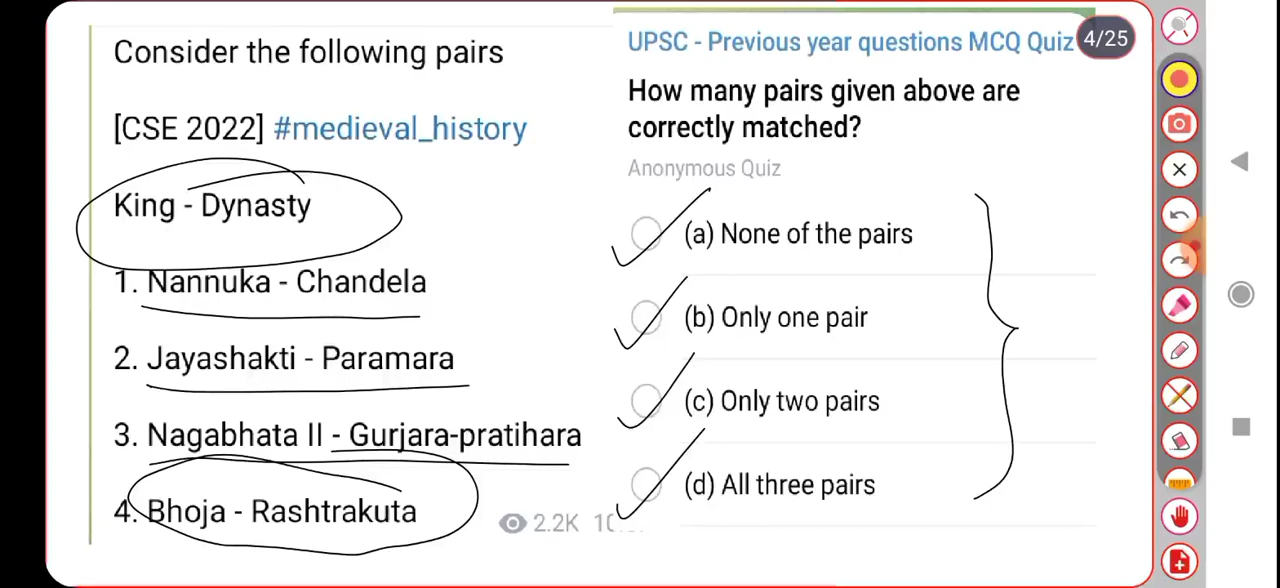 Consider the following pairs
[CSE 2022] #medieval_history
King - Dynasty
1. Nannuka - Chandela
2. Jayashakti - Paramara
3. Nagabhata II - Gurjara-pratihara
4. Bhoja - Rashtrakuta
2.2K
UPSC - Previous year questions MCQ Quiz
4/25
How many pairs given above are
correctly matched?
Anonymous Quiz
(a) None of the pairs
(b) Only one pair
(c) Only two pairs
(d) All three pairs